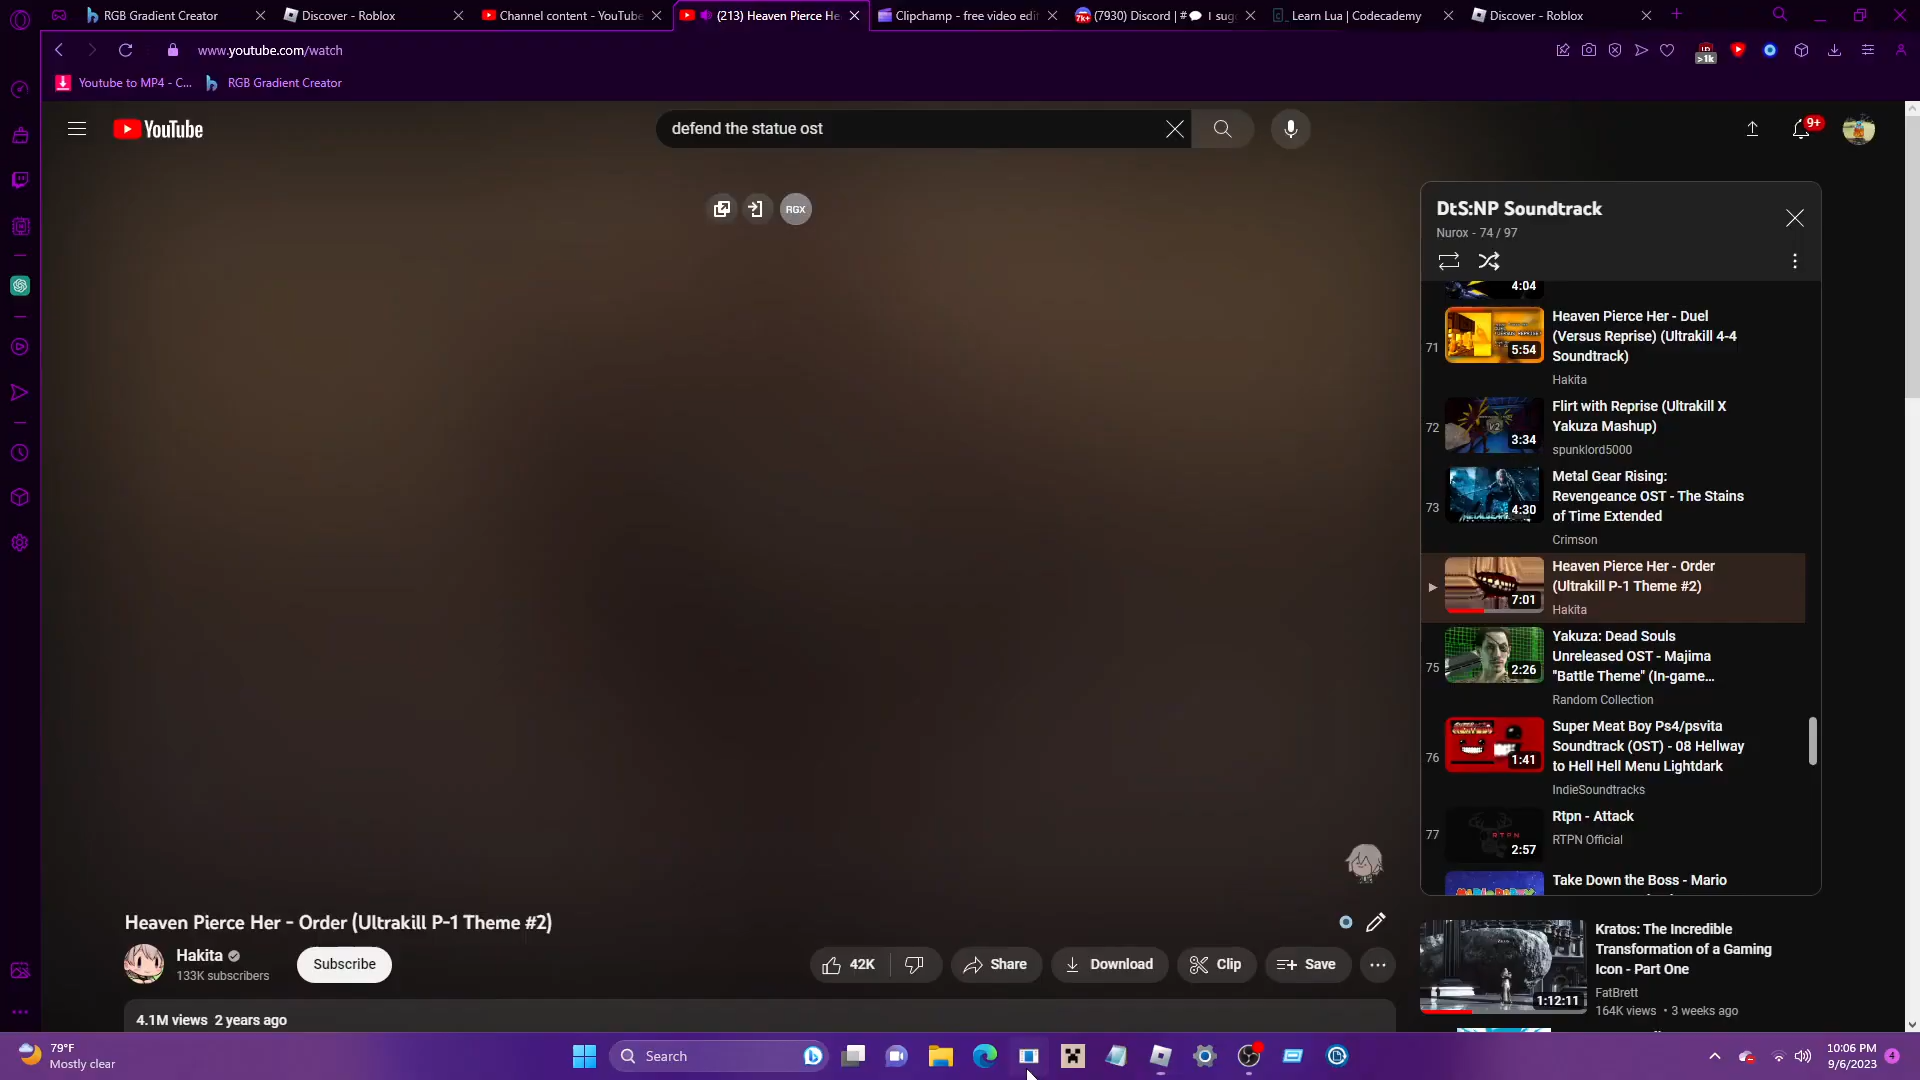 RGB Gradient Creator
Discover - Roblox
Channel content - YouTube
(213) Heaven Pierce He
Clipchamp - free video edit
(7930) Discord | #💬 I sugg
Learn Lua | Codecademy
Discover - Roblox
www.youtube.com/watch
>1k
Youtube to MP4 - C...
RGB Gradient Creator
YouTube
defend the statue ost
9+
RGX
DtS:NP Soundtrack
Nurox - 74 / 97
4:04
71
5:54
Heaven Pierce Her - Duel
(Versus Reprise) (Ultrakill 4-4
Soundtrack)
Hakita
72
3:34
Flirt with Reprise (Ultrakill X
Yakuza Mashup)
spunklord5000
73
4:30
Metal Gear Rising:
Revengeance OST - The Stains
of Time Extended
Crimson
7:01
Heaven Pierce Her - Order
(Ultrakill P-1 Theme #2)
Hakita
75
2:26
Yakuza: Dead Souls
Unreleased OST - Majima
"Battle Theme" (In-game...
Random Collection
76
1:41
Super Meat Boy Ps4/psvita
Soundtrack (OST) - 08 Hellway
to Hell Hell Menu Lightdark
IndieSoundtracks
77
RTPN
2:57
Rtpn - Attack
RTPN Official
Take Down the Boss - Mario
Heaven Pierce Her - Order (Ultrakill P-1 Theme #2)
Hakita
133K subscribers
Subscribe
42K
Share
Download
Clip
Save
4.1M views 2 years ago
1:12:11
Kratos: The Incredible
Transformation of a Gaming
Icon - Part One
FatBrett
164K views • 3 weeks ago
79°F
Mostly clear
Search
10:06 PM
9/6/2023
4